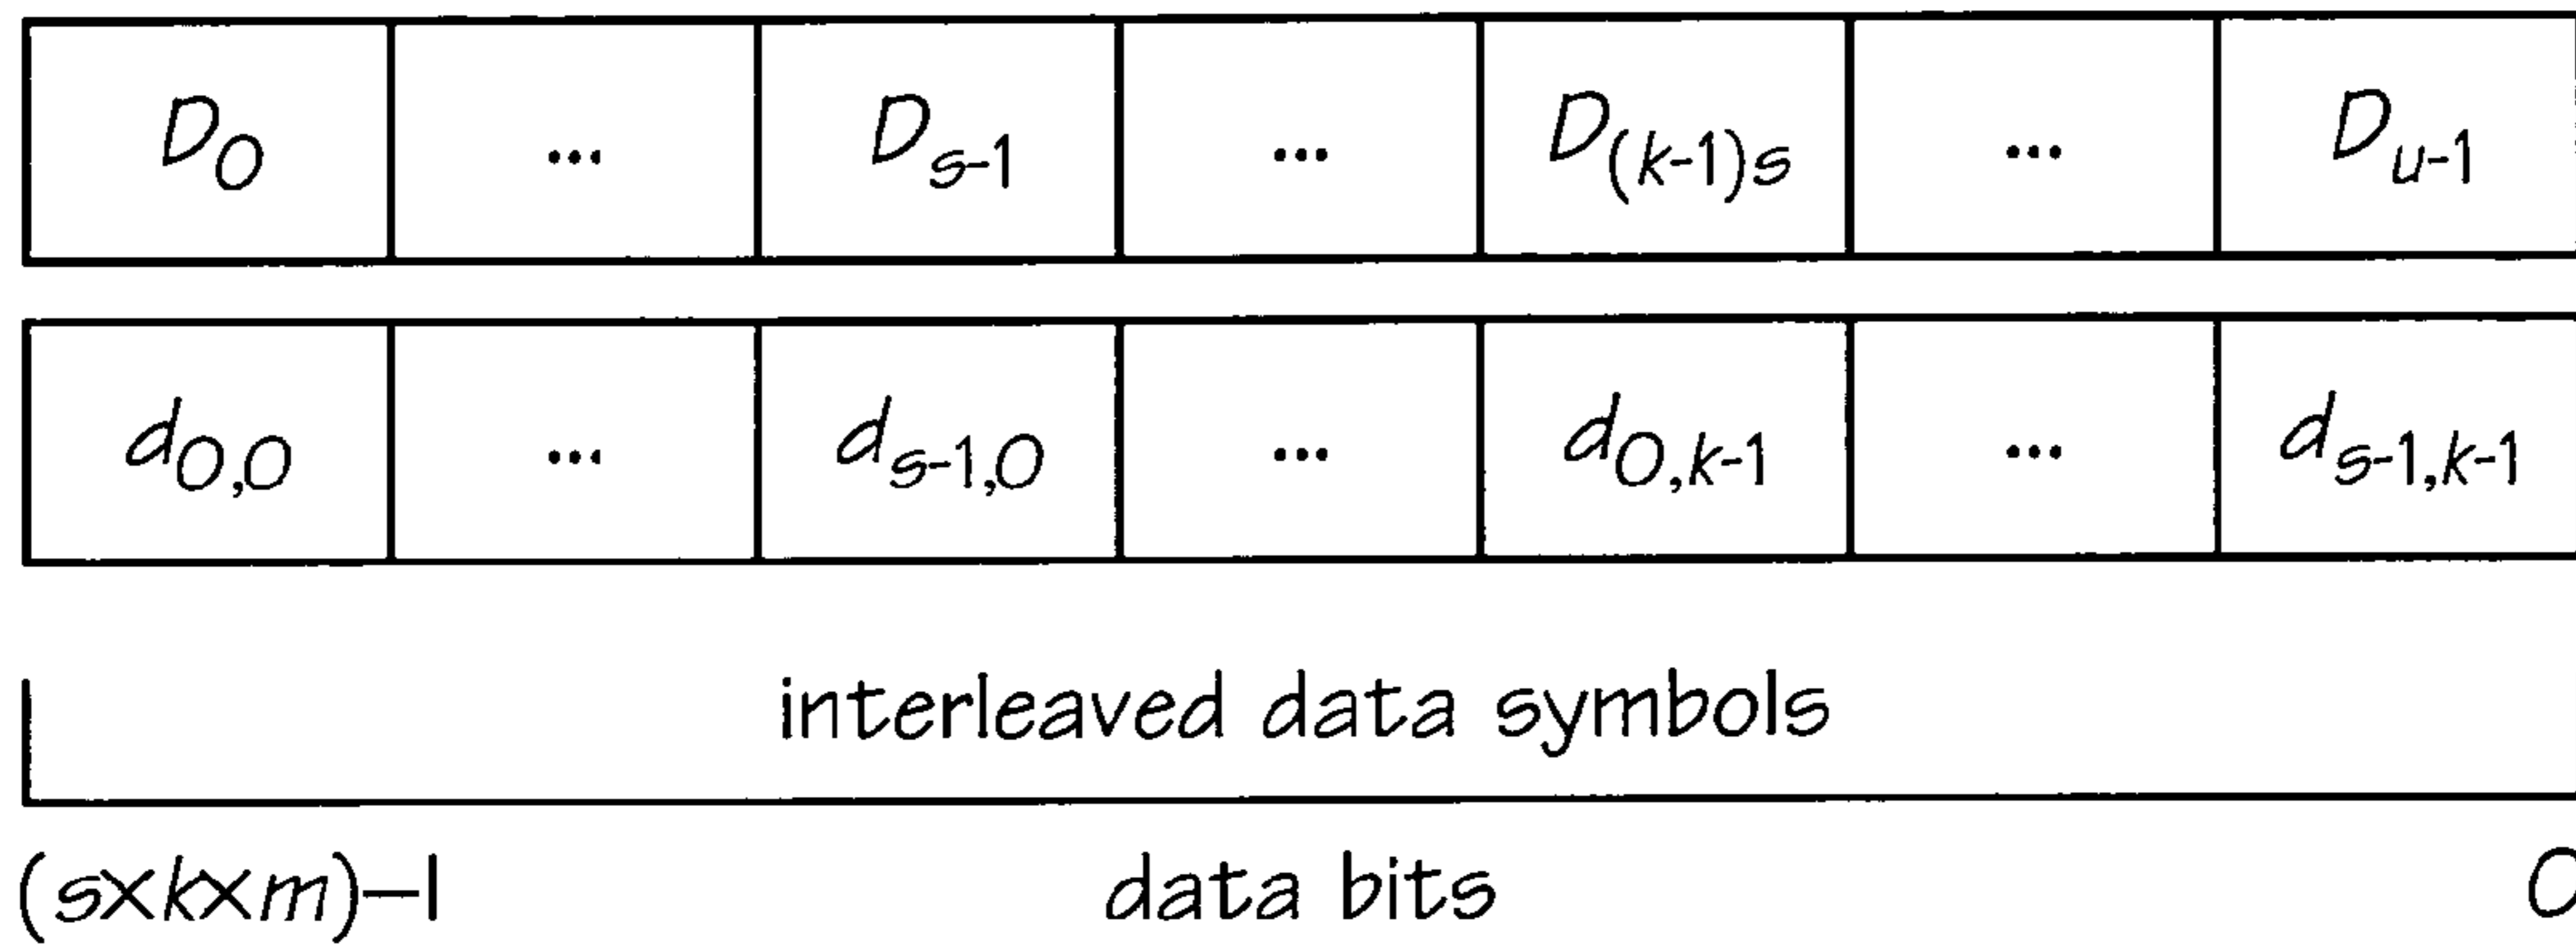 D0 ... Ds-1 ... D(k-1)s ... Du-1
d0,0 ... ds-1,0 ... d0,k-1 ... ds-1,k-1
interleaved data symbols
(s×k×m)–1 data bits 0